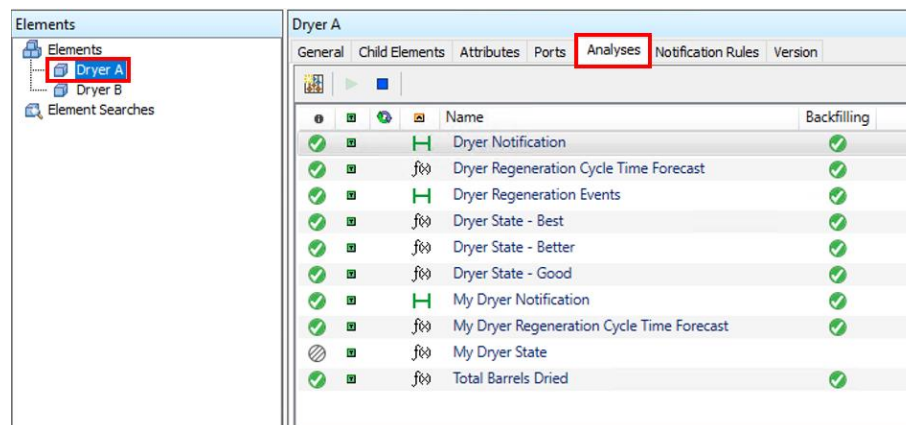 Elements
Elements
Dryer A
Dryer B
Element Searches
Dryer A
General Child Elements Attributes Ports Analyses Notification Rules Version
Name Backfilling
Dryer Notification
f(x) Dryer Regeneration Cycle Time Forecast
Dryer Regeneration Events
f(x) Dryer State - Best
f(x) Dryer State - Better
f(x) Dryer State - Good
My Dryer Notification
f(x) My Dryer Regeneration Cycle Time Forecast
f(x) My Dryer State
f(x) Total Barrels Dried